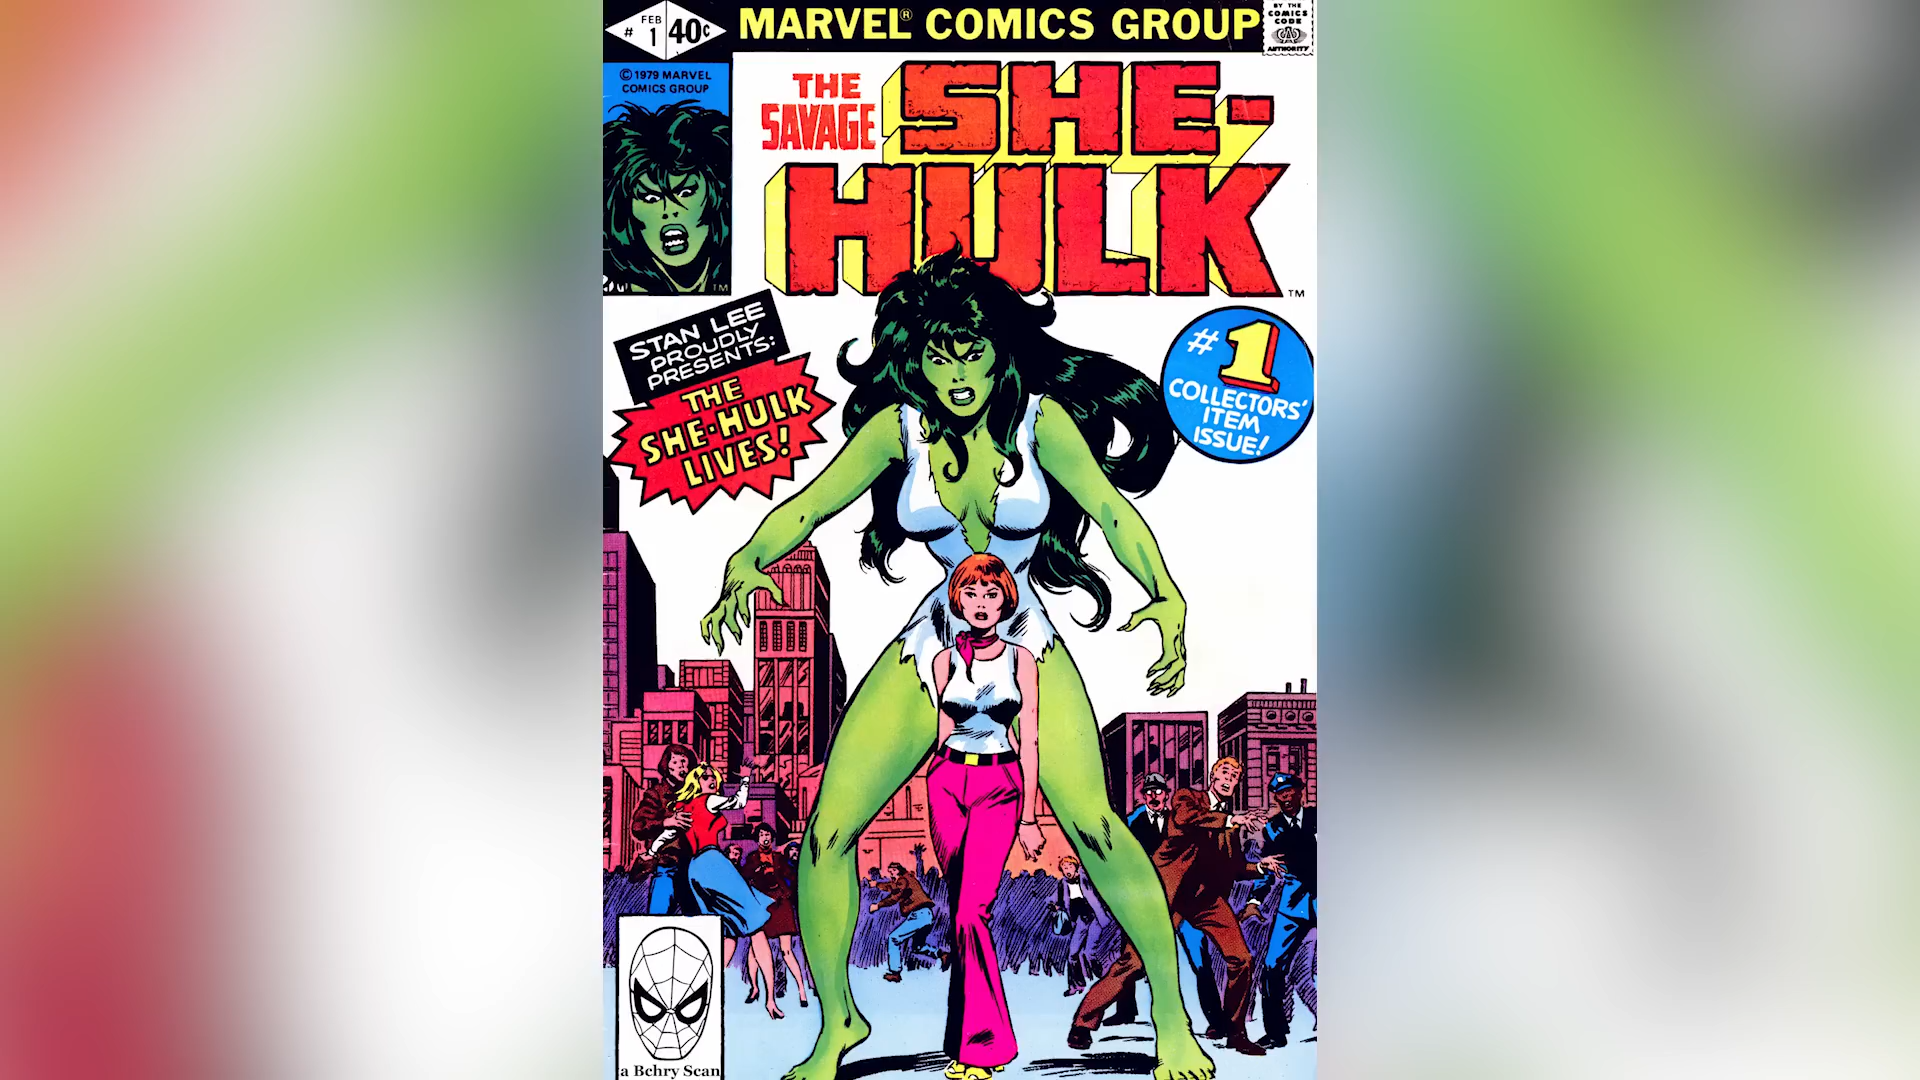 FEB
# 1
40¢
MARVEL® COMICS GROUP
BY THE
COMICS
CODE
AUTHORITY
© 1979 MARVEL
COMICS GROUP
TM
THE
SAVAGE
SHE-
HULK
TM
STAN LEE
PROUDLY
PRESENTS:
THE
SHE-HULK
LIVES!
#1
COLLECTORS'
ITEM
ISSUE!
a Bchry Scan